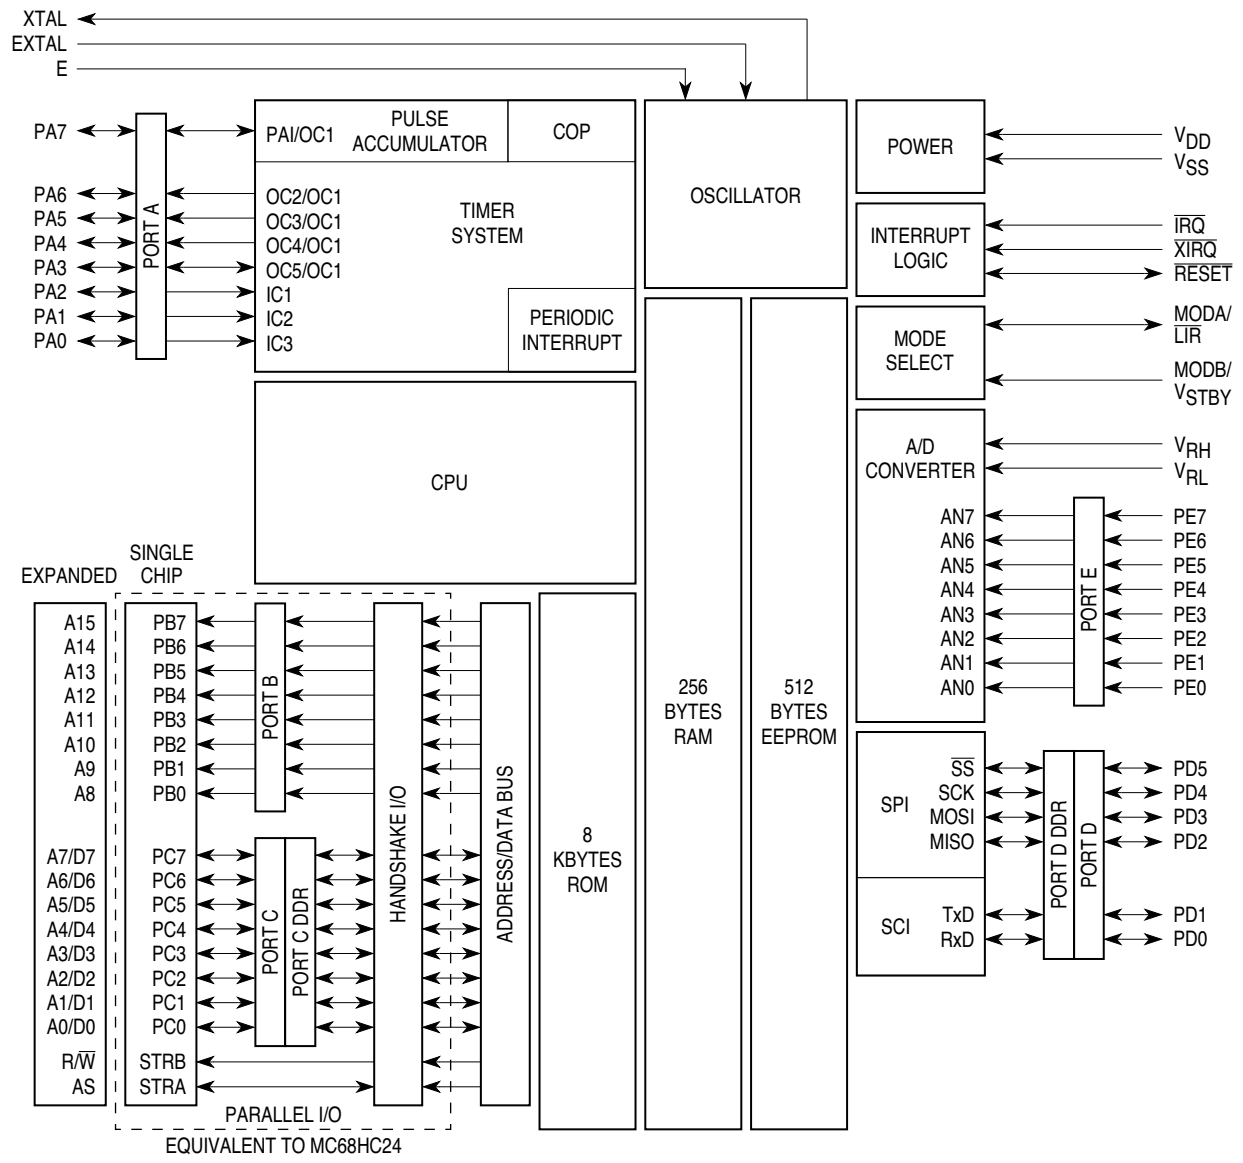 XTAL
EXTAL
E
PA7
PA6
PA5
PA4
PA3
PA2
PA1
PA0
PORT A
PAI/OC1
PULSE
ACCUMULATOR
COP
OC2/OC1
OC3/OC1
OC4/OC1
OC5/OC1
IC1
IC2
IC3
TIMER
SYSTEM
PERIODIC
INTERRUPT
OSCILLATOR
POWER
VDD
VSS
INTERRUPT
LOGIC
IRQ
XIRQ
RESET
MODE
SELECT
MODA/
LIR
MODB/
VSTBY
CPU
A/D
CONVERTER
VRH
VRL
AN7
AN6
AN5
AN4
AN3
AN2
AN1
AN0
PORT E
PE7
PE6
PE5
PE4
PE3
PE2
PE1
PE0
EXPANDED
SINGLE
CHIP
A15
A14
A13
A12
A11
A10
A9
A8
A7/D7
A6/D6
A5/D5
A4/D4
A3/D3
A2/D2
A1/D1
A0/D0
R/W
AS
PB7
PB6
PB5
PB4
PB3
PB2
PB1
PB0
PC7
PC6
PC5
PC4
PC3
PC2
PC1
PC0
STRB
STRA
PORT B
PORT C
PORT C DDR
HANDSHAKE I/O
ADDRESS/DATA BUS
PARALLEL I/O
EQUIVALENT TO MC68HC24
8
KBYTES
ROM
256
BYTES
RAM
512
BYTES
EEPROM
SPI
SS
SCK
MOSI
MISO
SCI
TxD
RxD
PORT D DDR
PORT D
PD5
PD4
PD3
PD2
PD1
PD0